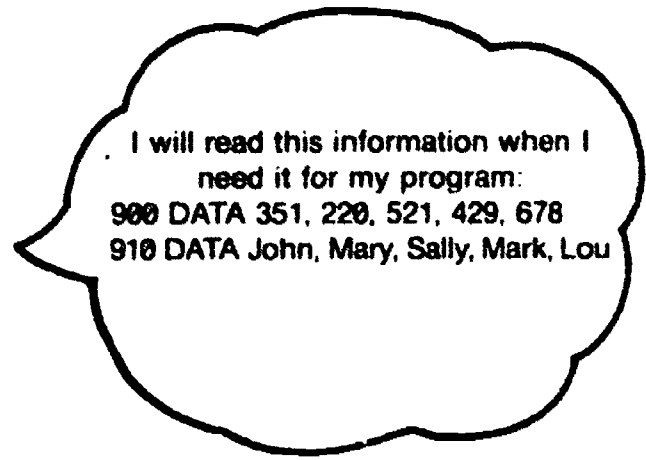 I will read this information when I
need it for my program:
900 DATA 351, 220, 521, 429, 678
910 DATA John, Mary, Sally, Mark, Lou